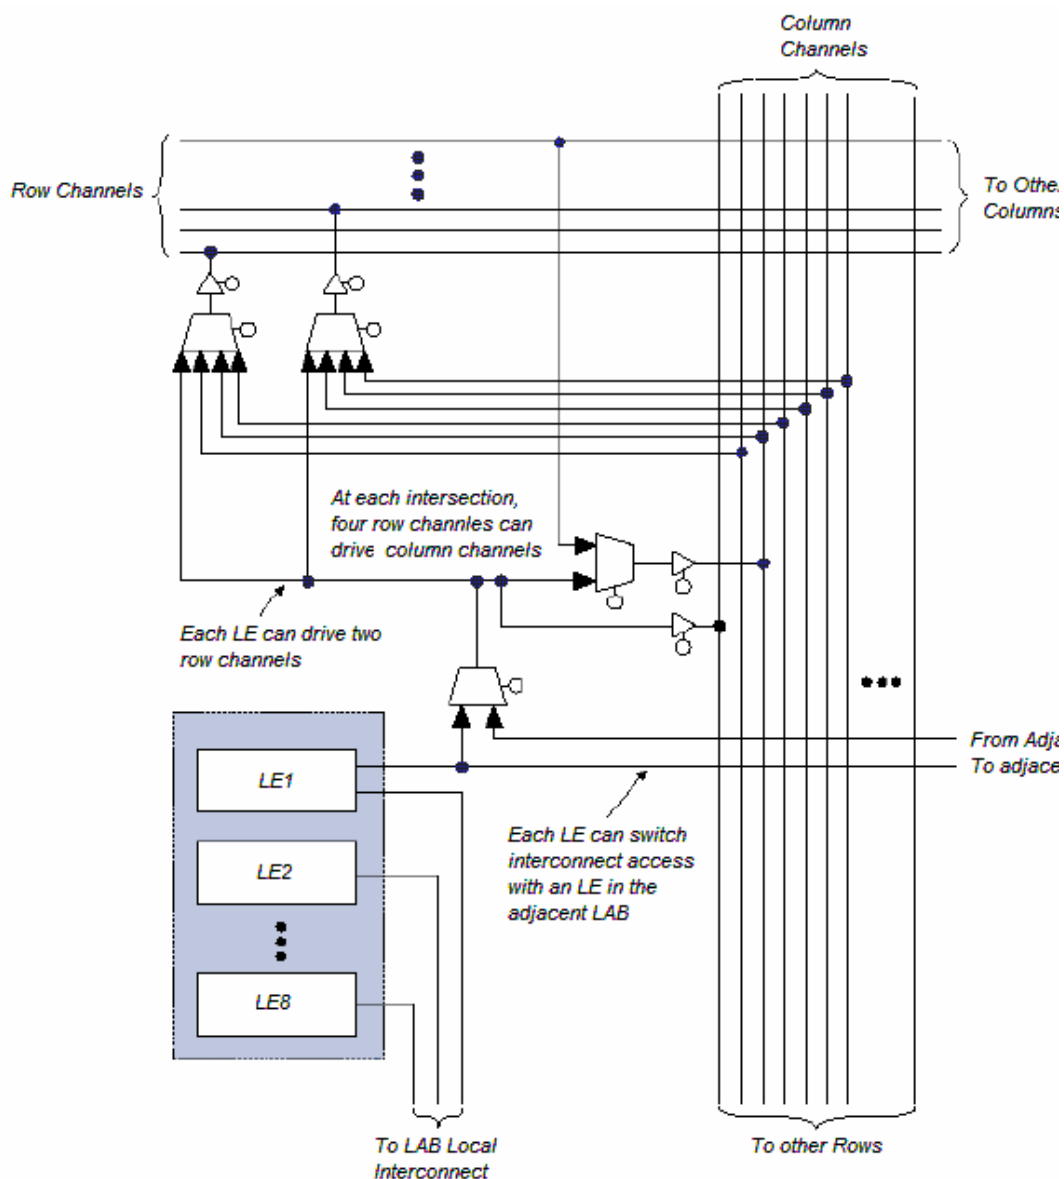 Column
Channels
Row Channels
To Othe
Columns
At each intersection,
four row channles can
drive column channels
Each LE can drive two
row channels
From Adja
To adjace
LE1
Each LE can switch
interconnect access
with an LE in the
adjacent LAB
LE2
LE8
To LAB Local
Interconnect
To other Rows